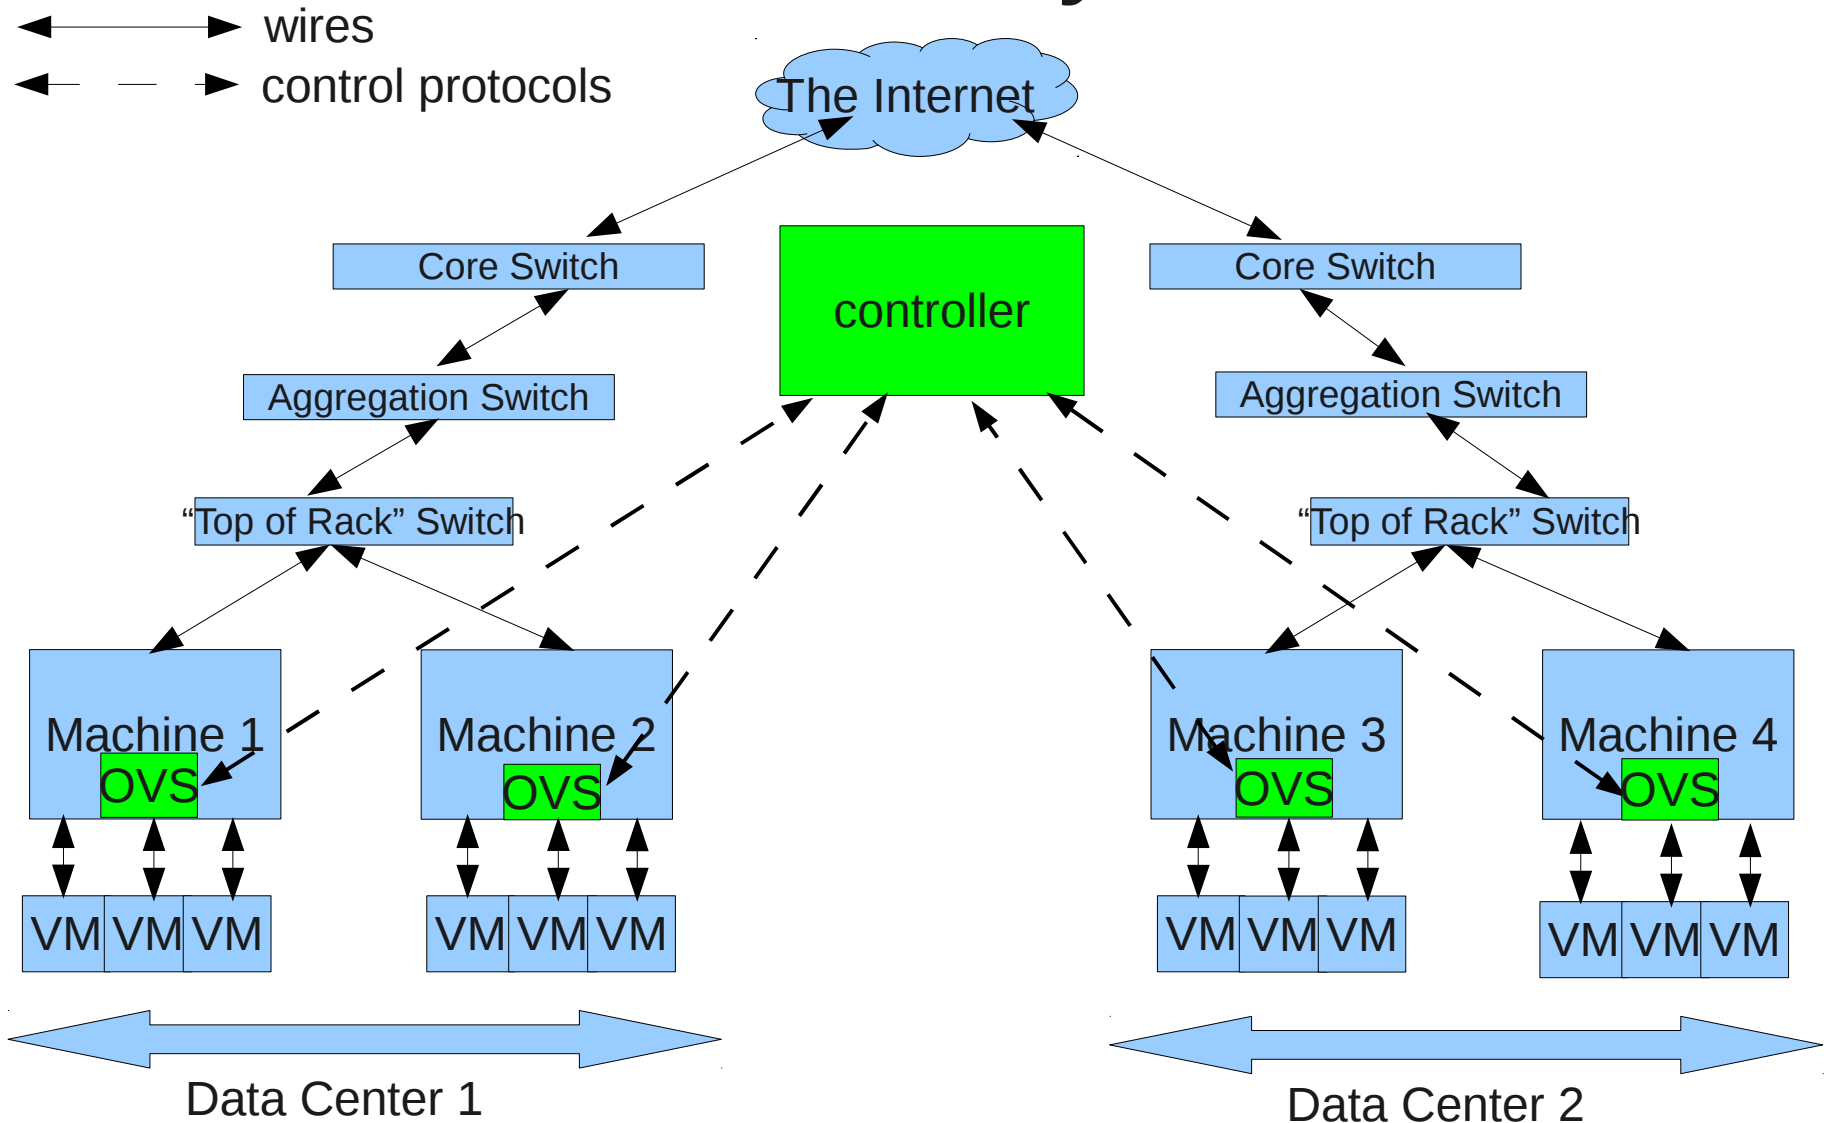 wires
control protocols
The Internet
Core Switch
controller
Core Switch
Aggregation Switch
Aggregation Switch
“Top of Rack” Switch
“Top of Rack” Switch
Machine 1
OVS
Machine 2
OVS
Machine 3
OVS
Machine 4
OVS
VM VM VM
VM VM VM
VM VM VM
VM VM VM
Data Center 1
Data Center 2